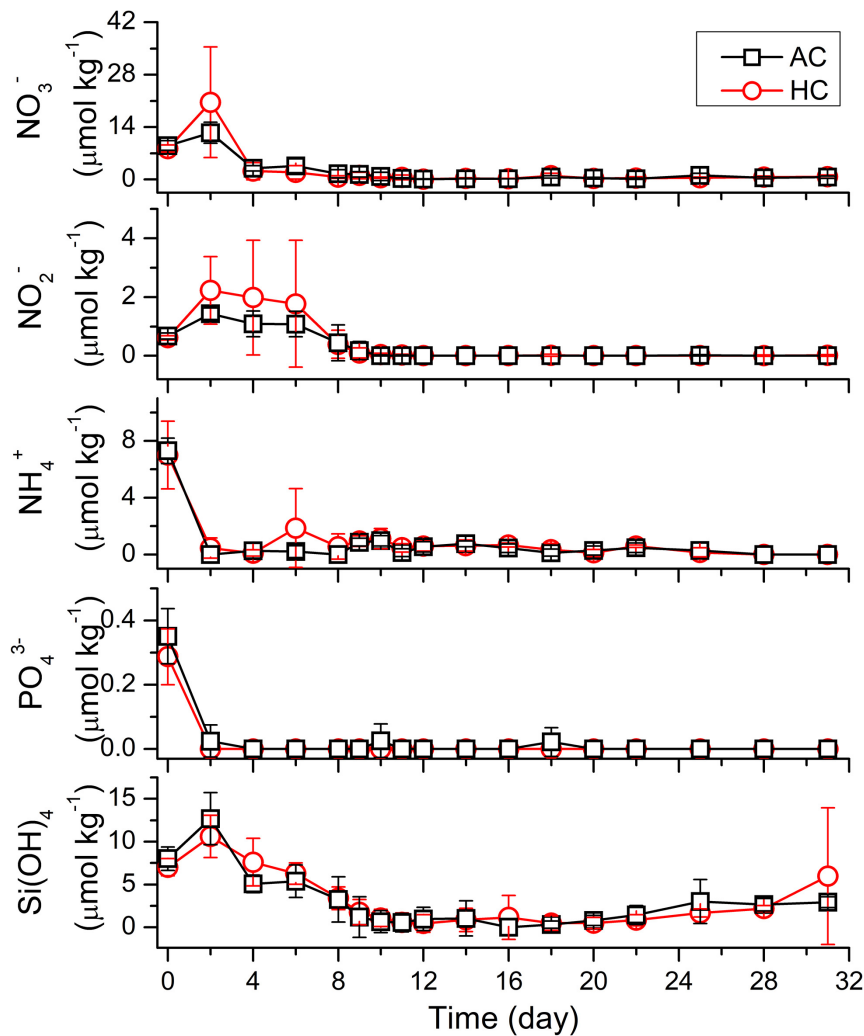 42
28
14
0
NO₃⁻
(μmol kg⁻¹)
AC
HC
4
2
0
NO₂⁻
(μmol kg⁻¹)
8
4
0
NH₄⁺
(μmol kg⁻¹)
0.4
0.2
0.0
PO₄³⁻
(μmol kg⁻¹)
15
10
5
0
Si(OH)₄
(μmol kg⁻¹)
0 4 8 12 16 20 24 28 32
Time (day)